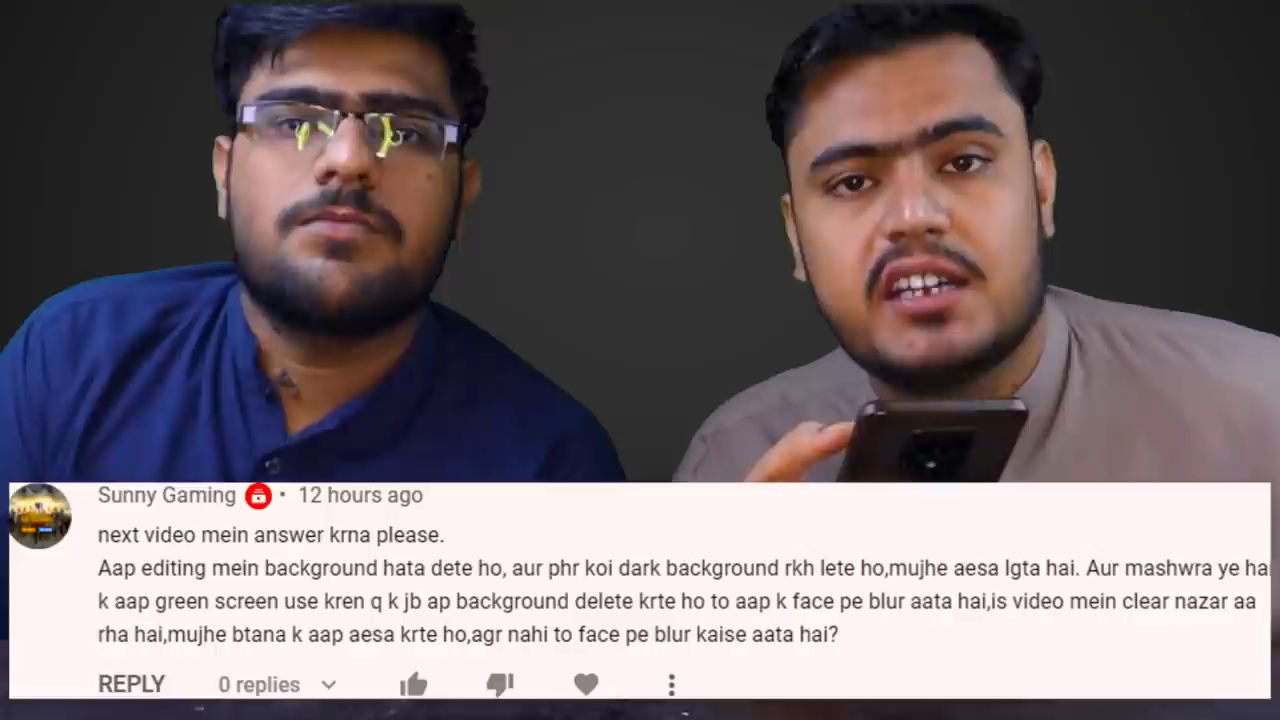 Sunny Gaming • 12 hours ago
next video mein answer krna please.
Aap editing mein background hata dete ho, aur phr koi dark background rkh lete ho,mujhe aesa lgta hai. Aur mashwra ye ha
k aap green screen use kren q k jb ap background delete krte ho to aap k face pe blur aata hai,is video mein clear nazar aa
rha hai,mujhe btana k aap aesa krte ho,agr nahi to face pe blur kaise aata hai?
REPLY 0 replies